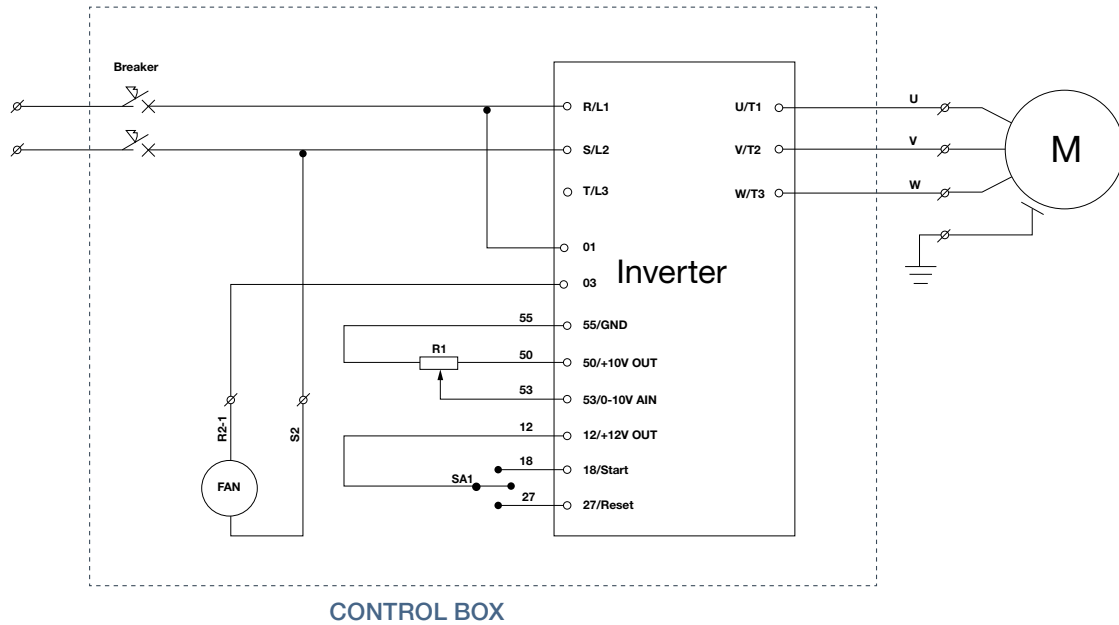 Breaker
R/L1
U/T1
U
S/L2
V/T2
V
M
T/L3
W/T3
W
01
Inverter
03
55
55/GND
R1
50
50/+10V OUT
53
53/0-10V AIN
12
12/+12V OUT
R2-1
S2
18
18/Start
SA1
FAN
27
27/Reset
CONTROL BOX